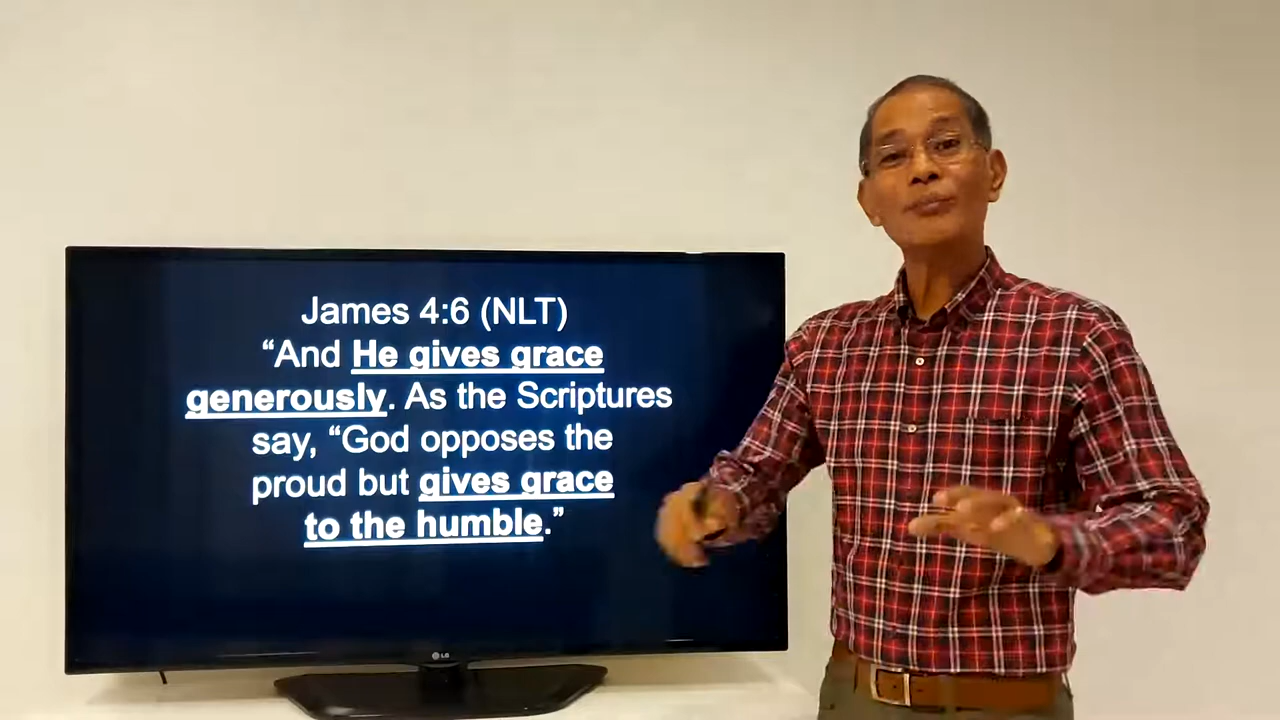 James 4:6 (NLT)
“And He gives grace
generously. As the Scriptures
say, “God opposes the
proud but gives grace
to the humble.”
LG